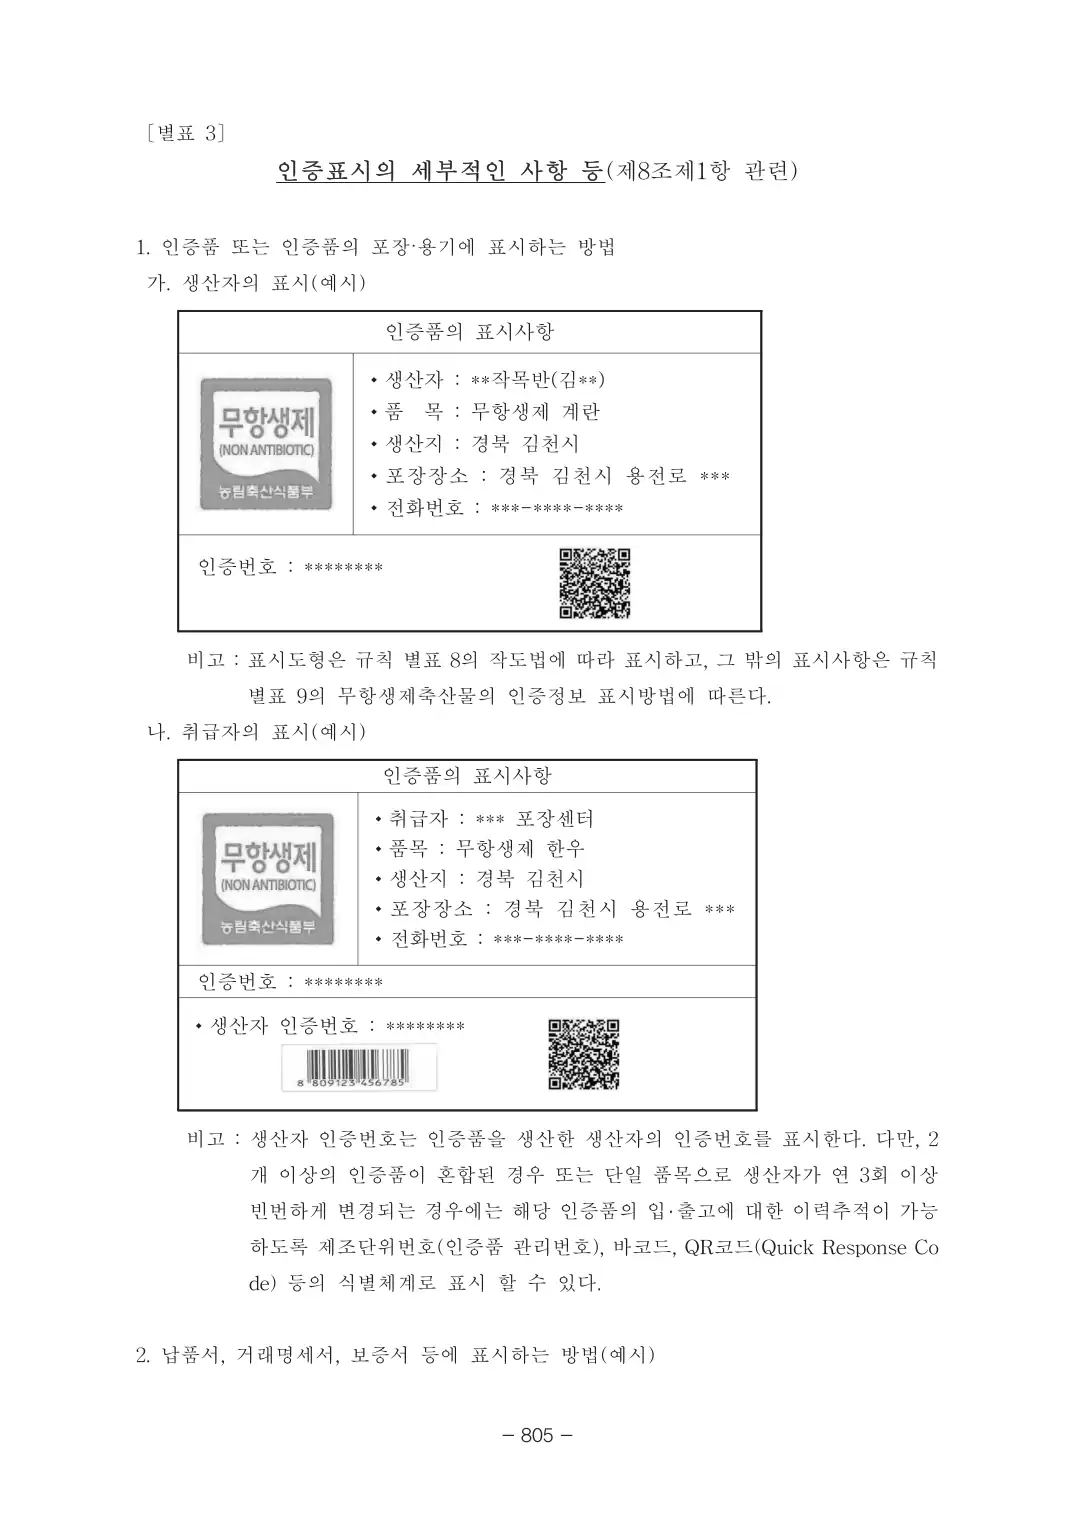 [별표 3]
인증표시의 세부적인 사항 등(제8조제1항 관련)
1. 인증품 또는 인증품의 포장·용기에 표시하는 방법
가. 생산자의 표시(예시)
인증품의 표시사항
무항생제
(NON ANTIBIOTIC)
농림축산식품부
• 생산자 : **작목반(김**)
• 품 목 : 무항생제 계란
• 생산지 : 경북 김천시
• 포장장소 : 경북 김천시 용전로 ***
• 전화번호 : ***-****-****
인증번호 : ********
비고 : 표시도형은 규칙 별표 8의 작도법에 따라 표시하고, 그 밖의 표시사항은 규칙
별표 9의 무항생제축산물의 인증정보 표시방법에 따른다.
나. 취급자의 표시(예시)
인증품의 표시사항
무항생제
(NON ANTIBIOTIC)
농림축산식품부
• 취급자 : *** 포장센터
• 품목 : 무항생제 한우
• 생산지 : 경북 김천시
• 포장장소 : 경북 김천시 용전로 ***
• 전화번호 : ***-****-****
인증번호 : ********
• 생산자 인증번호 : ********
8 809123 456785
비고 : 생산자 인증번호는 인증품을 생산한 생산자의 인증번호를 표시한다. 다만, 2
개 이상의 인증품이 혼합된 경우 또는 단일 품목으로 생산자가 연 3회 이상
빈번하게 변경되는 경우에는 해당 인증품의 입·출고에 대한 이력추적이 가능
하도록 제조단위번호(인증품 관리번호), 바코드, QR코드(Quick Response Co
de) 등의 식별체계로 표시 할 수 있다.
2. 납품서, 거래명세서, 보증서 등에 표시하는 방법(예시)
- 805 -